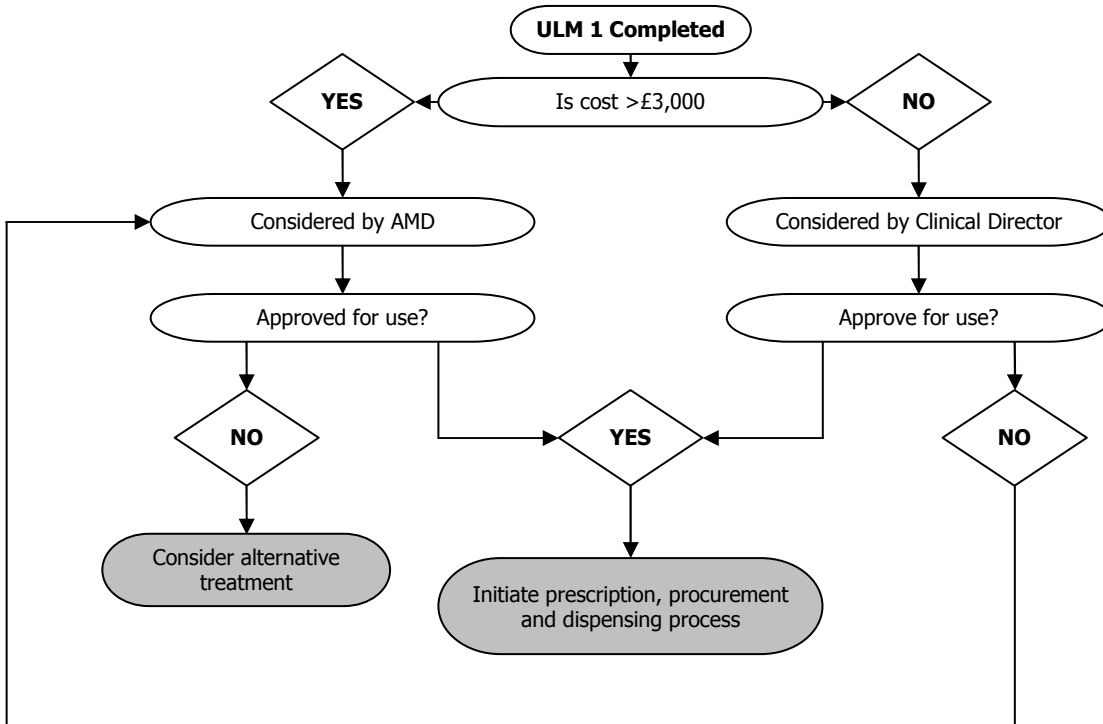 ULM 1 Completed
YES
Is cost >£3,000
NO
Considered by AMD
Considered by Clinical Director
Approved for use?
Approve for use?
NO
YES
NO
Consider alternative
treatment
Initiate prescription, procurement
and dispensing process